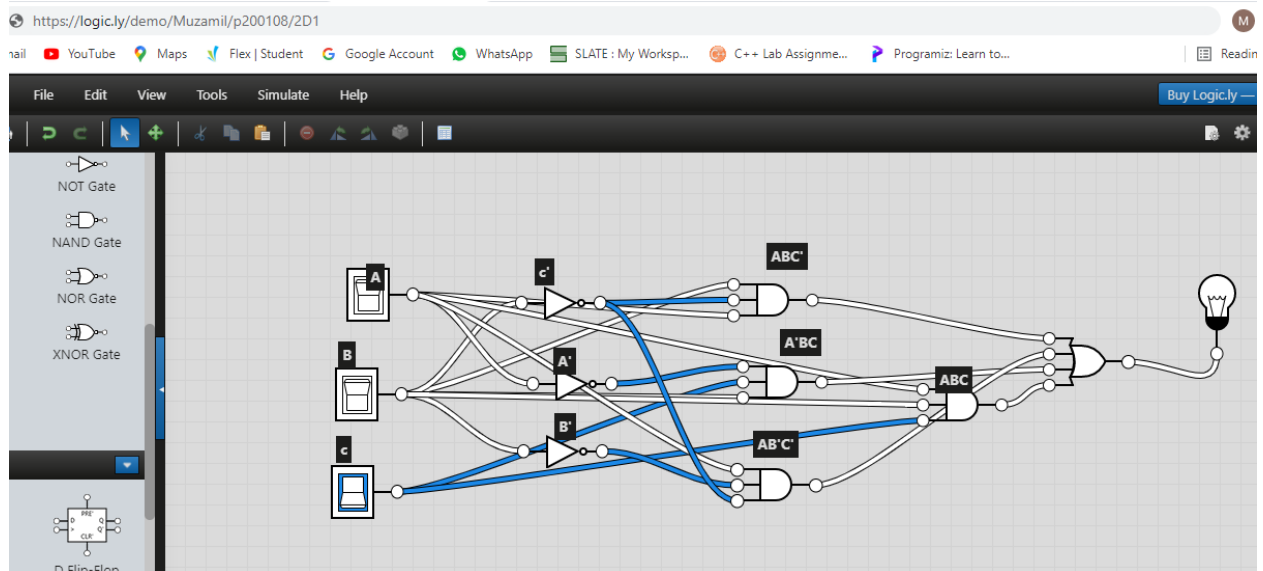 https://logic.ly/demo/Muzamil/p200108/2D1
M
nail YouTube Maps Flex | Student Google Account WhatsApp SLATE : My Worksp... C++ Lab Assignme... Programiz: Learn to... Readin
File Edit View Tools Simulate Help Buy Logic.ly —
NOT Gate
NAND Gate
NOR Gate
XNOR Gate
D Flip-Flop
PRE'
D Q
> Q'
CLR'
A
B
c
c'
A'
B'
ABC'
A'BC
ABC
AB'C'